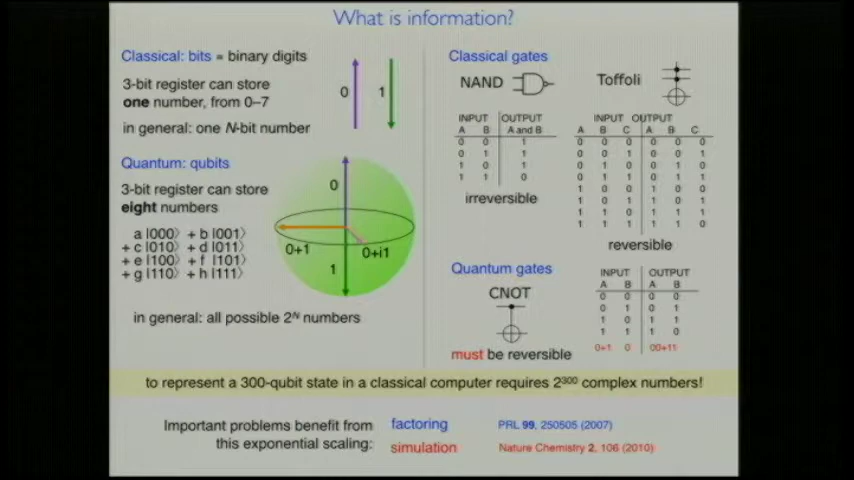 What is information?
Classical: bits = binary digits
3-bit register can store
one number, from 0–7
in general: one N-bit number
0 1
Quantum: qubits
3-bit register can store
eight numbers
a |000〉 + b |001〉
+ c |010〉 + d |011〉
+ e |100〉 + f |101〉
+ g |110〉 + h |111〉
0
0+1
0+i1
1
in general: all possible 2ᴺ numbers
Classical gates
NAND
INPUT OUTPUT
A B A and B
0 0 1
0 1 1
1 0 1
1 1 0
irreversible
Toffoli
INPUT OUTPUT
A B C A B C
0 0 0 0 0 0
0 0 1 0 0 1
0 1 0 0 1 0
0 1 1 0 1 1
1 0 0 1 0 0
1 0 1 1 0 1
1 1 0 1 1 1
1 1 1 1 1 0
reversible
Quantum gates
CNOT
must be reversible
INPUT OUTPUT
A B A B
0 0 0 0
0 1 0 1
1 0 1 1
1 1 1 0
0+1 0 00+11
to represent a 300-qubit state in a classical computer requires 2³⁰⁰ complex numbers!
Important problems benefit from
this exponential scaling:
factoring PRL 99, 250505 (2007)
simulation Nature Chemistry 2, 106 (2010)